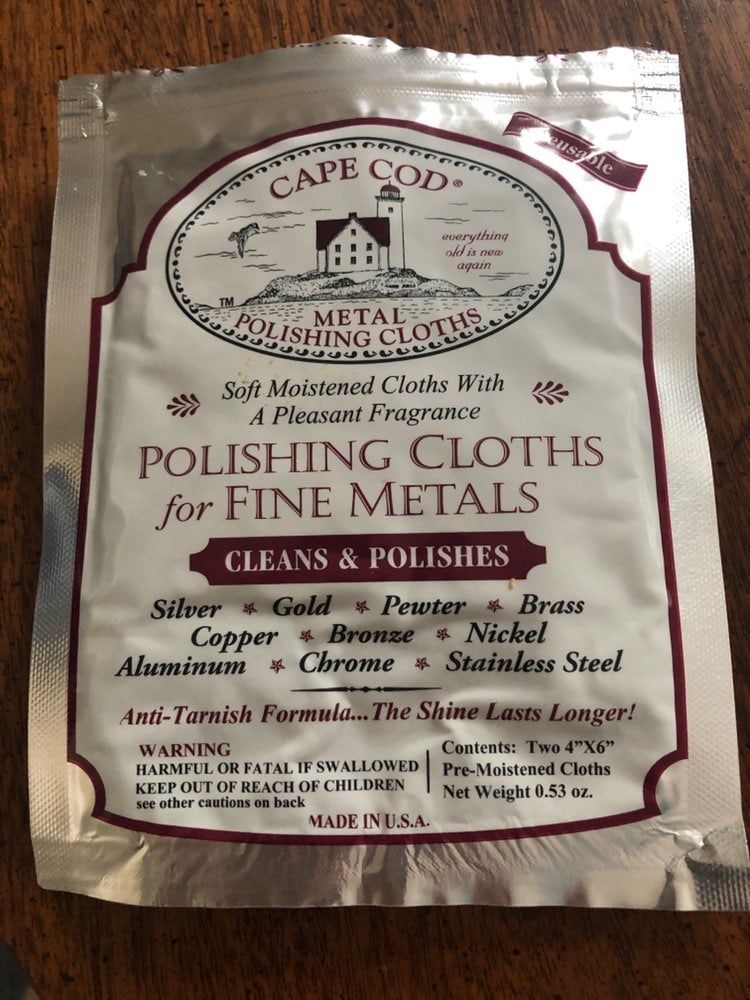 Reusable
CAPE COD®
everything
old is new
again
TM
METAL
POLISHING CLOTHS
Soft Moistened Cloths With
A Pleasant Fragrance
POLISHING CLOTHS
for FINE METALS
CLEANS & POLISHES
Silver Gold Pewter Brass
Copper Bronze Nickel
Aluminum Chrome Stainless Steel
Anti-Tarnish Formula...The Shine Lasts Longer!
WARNING
HARMFUL OR FATAL IF SWALLOWED
KEEP OUT OF REACH OF CHILDREN
see other cautions on back
Contents: Two 4”X6”
Pre-Moistened Cloths
Net Weight 0.53 oz.
MADE IN U.S.A.